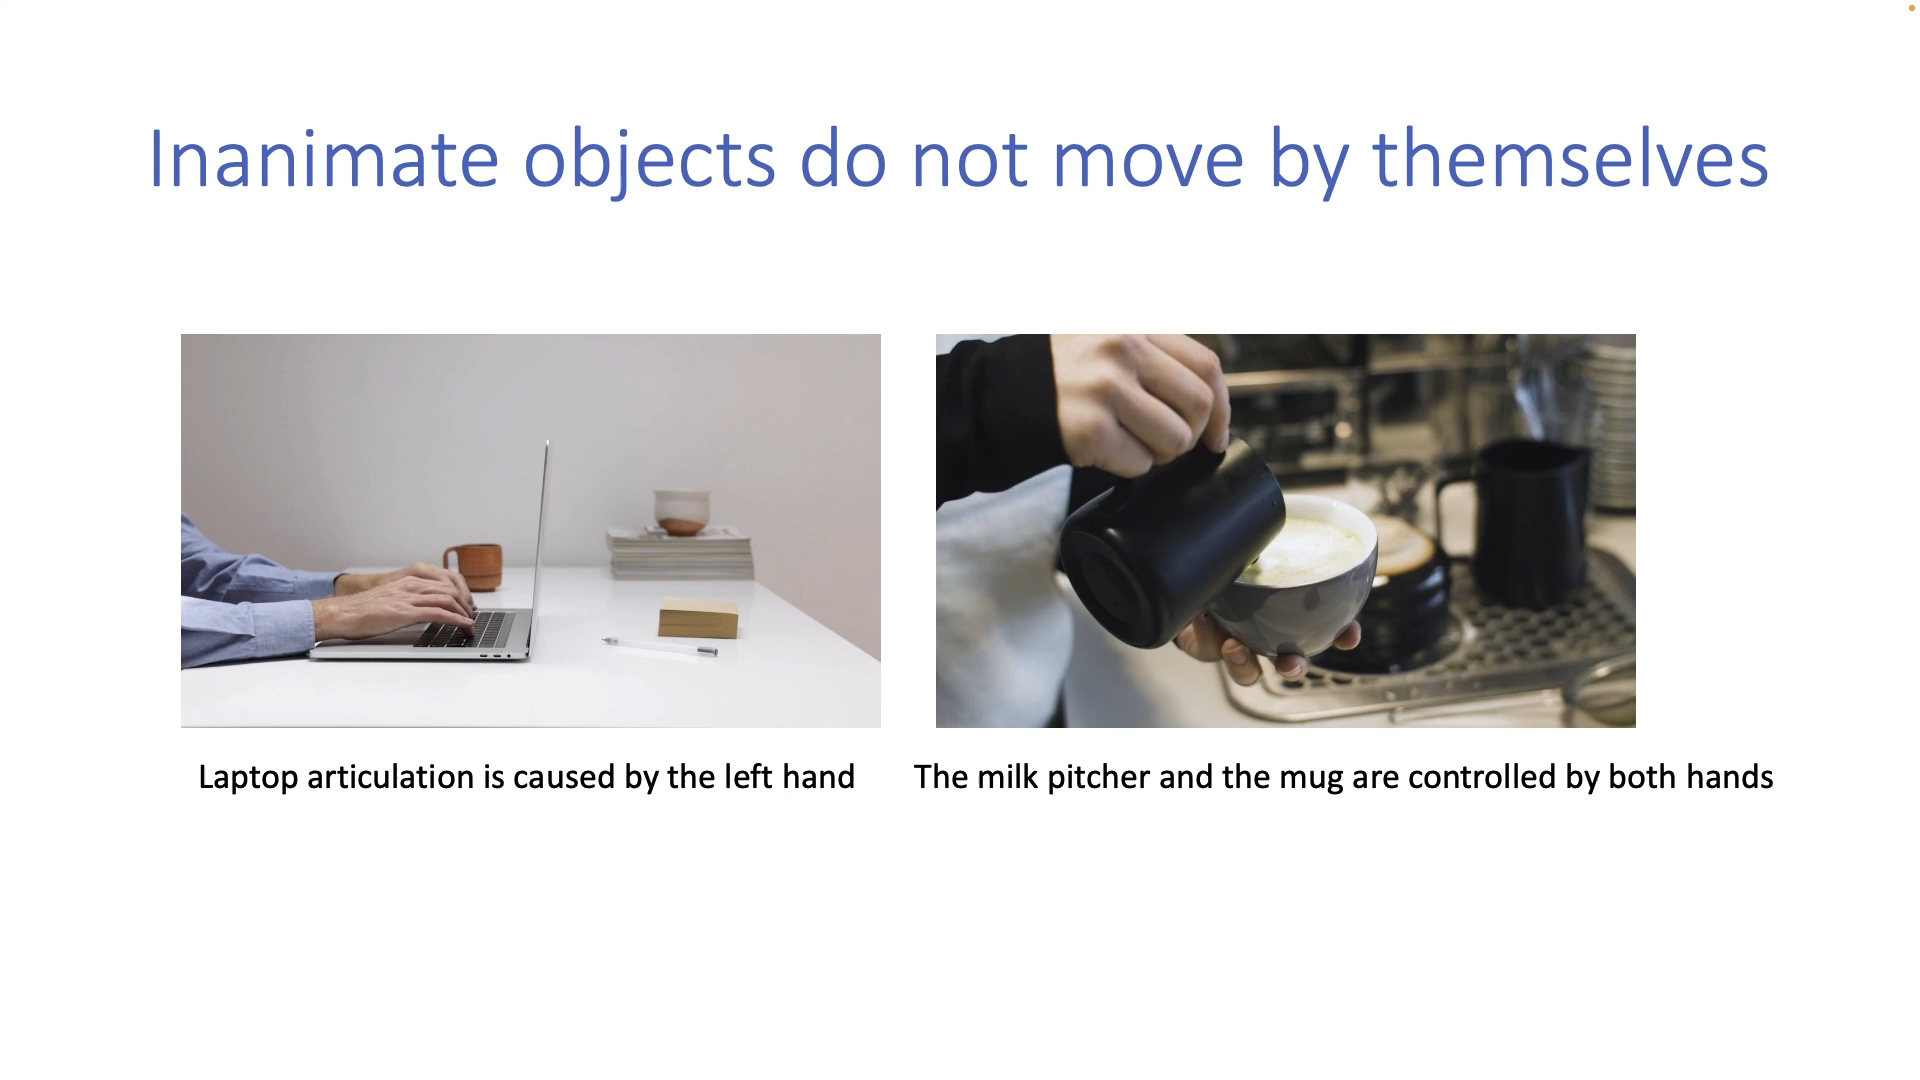 Inanimate objects do not move by themselves
Laptop articulation is caused by the left hand
The milk pitcher and the mug are controlled by both hands